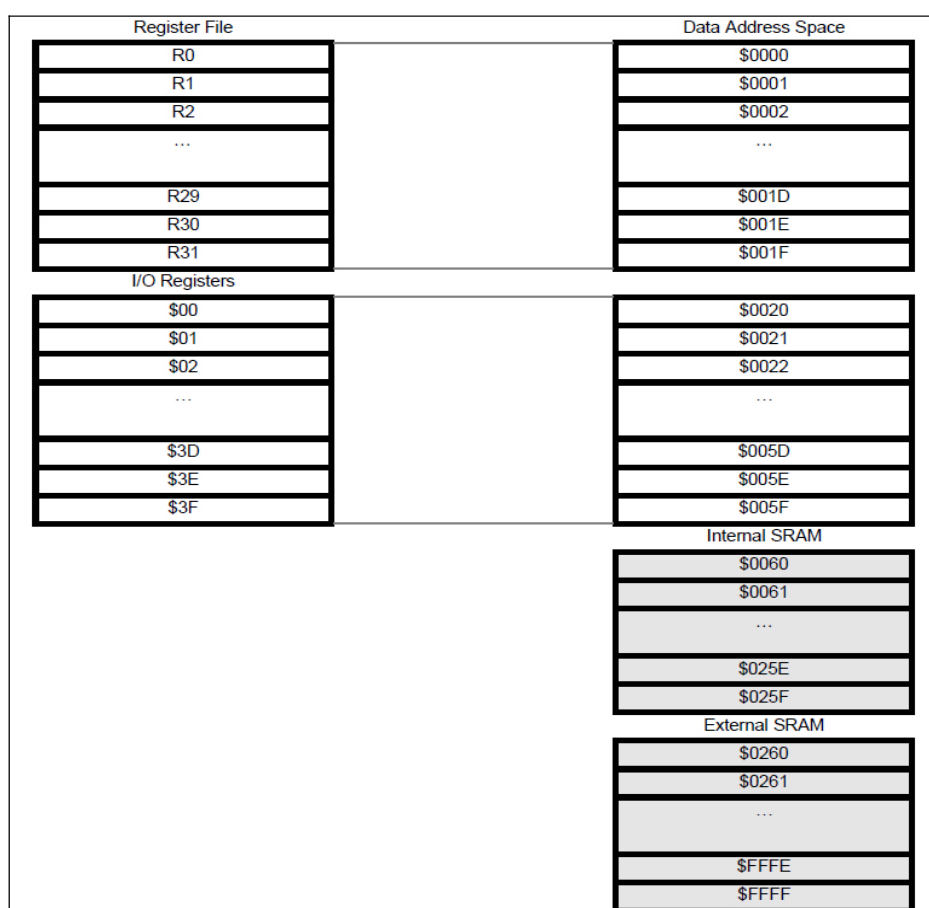 Register File Data Address Space
R0 $0000
R1 $0001
R2 $0002
... ...
R29 $001D
R30 $001E
R31 $001F
I/O Registers
$00 $0020
$01 $0021
$02 $0022
... ...
$3D $005D
$3E $005E
$3F $005F
Internal SRAM
$0060
$0061
...
$025E
$025F
External SRAM
$0260
$0261
...
$FFFE
$FFFF